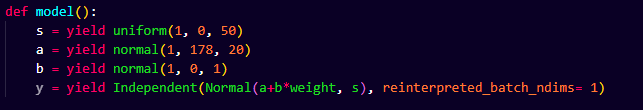 def model():
    s = yield uniform(1, 0, 50)
    a = yield normal(1, 178, 20)
    b = yield normal(1, 0, 1)
    y = yield Independent(Normal(a+b*weight, s), reinterpreted_batch_ndims= 1)